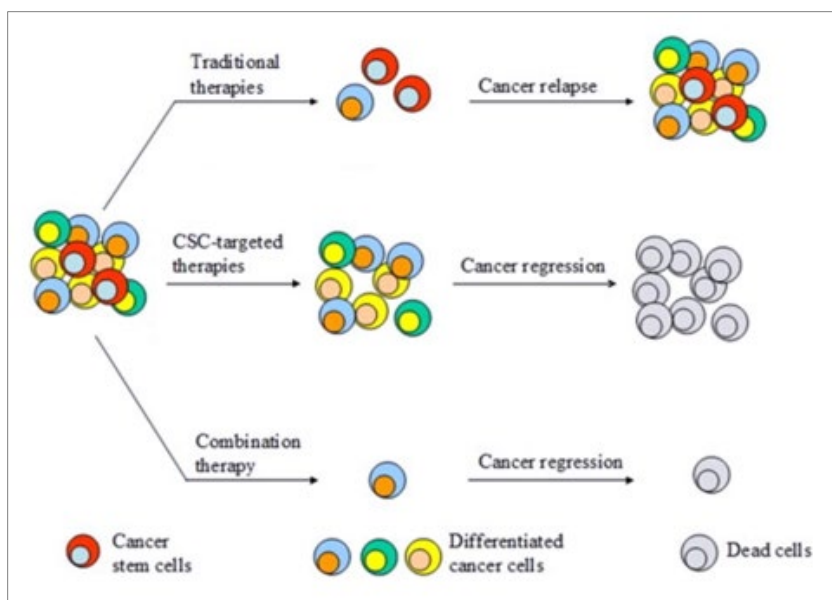 Traditional
therapies
Cancer relapse
CSC-targeted
therapies
Cancer regression
Combination
therapy
Cancer regression
Cancer
stem cells
Differentiated
cancer cells
Dead cells